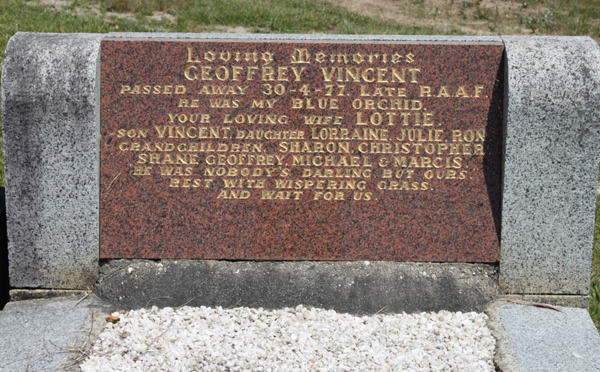 Loving Memories
GEOFFREY VINCENT
PASSED AWAY 30-4-77. LATE R.A.A.F.
HE WAS MY BLUE ORCHID.
YOUR LOVING WIFE LOTTIE.
SON VINCENT, DAUGHTER LORRAINE, JULIE, RON
GRANDCHILDREN, SHARON, CHRISTOPHER
SHANE GEOFFREY, MICHAEL & MARCIS.
HE WAS NOBODY'S DARLING BUT OURS.
REST WITH WISPERING GRASS.
AND WAIT FOR US.